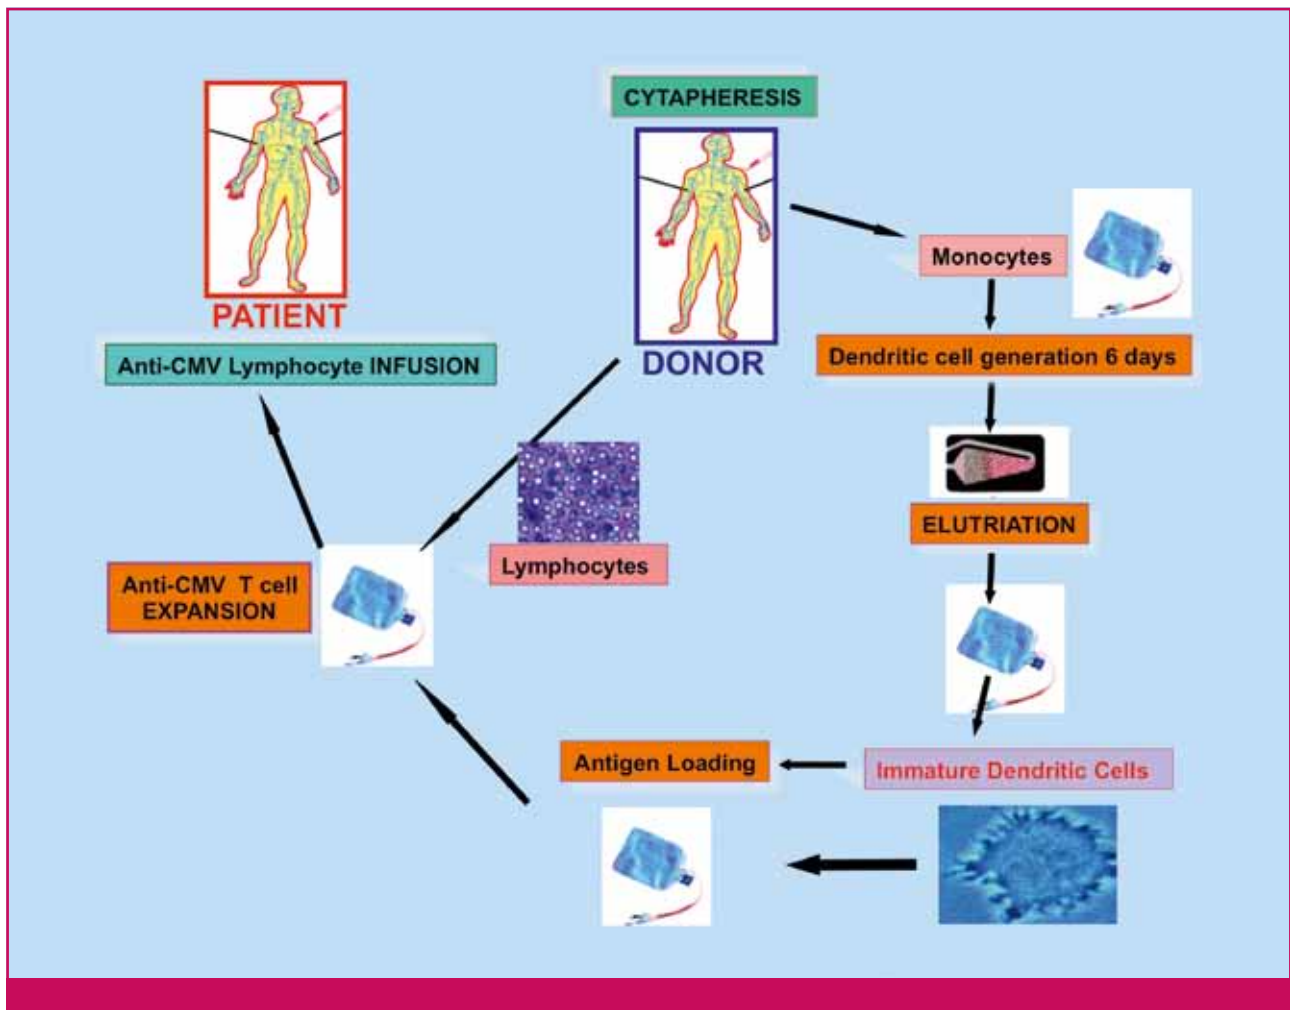 CYTAPHERESIS
PATIENT
Anti-CMV Lymphocyte INFUSION
DONOR
Monocytes
Dendritic cell generation 6 days
ELUTRIATION
Lymphocytes
Anti-CMV T cell
EXPANSION
Antigen Loading
Immature Dendritic Cells